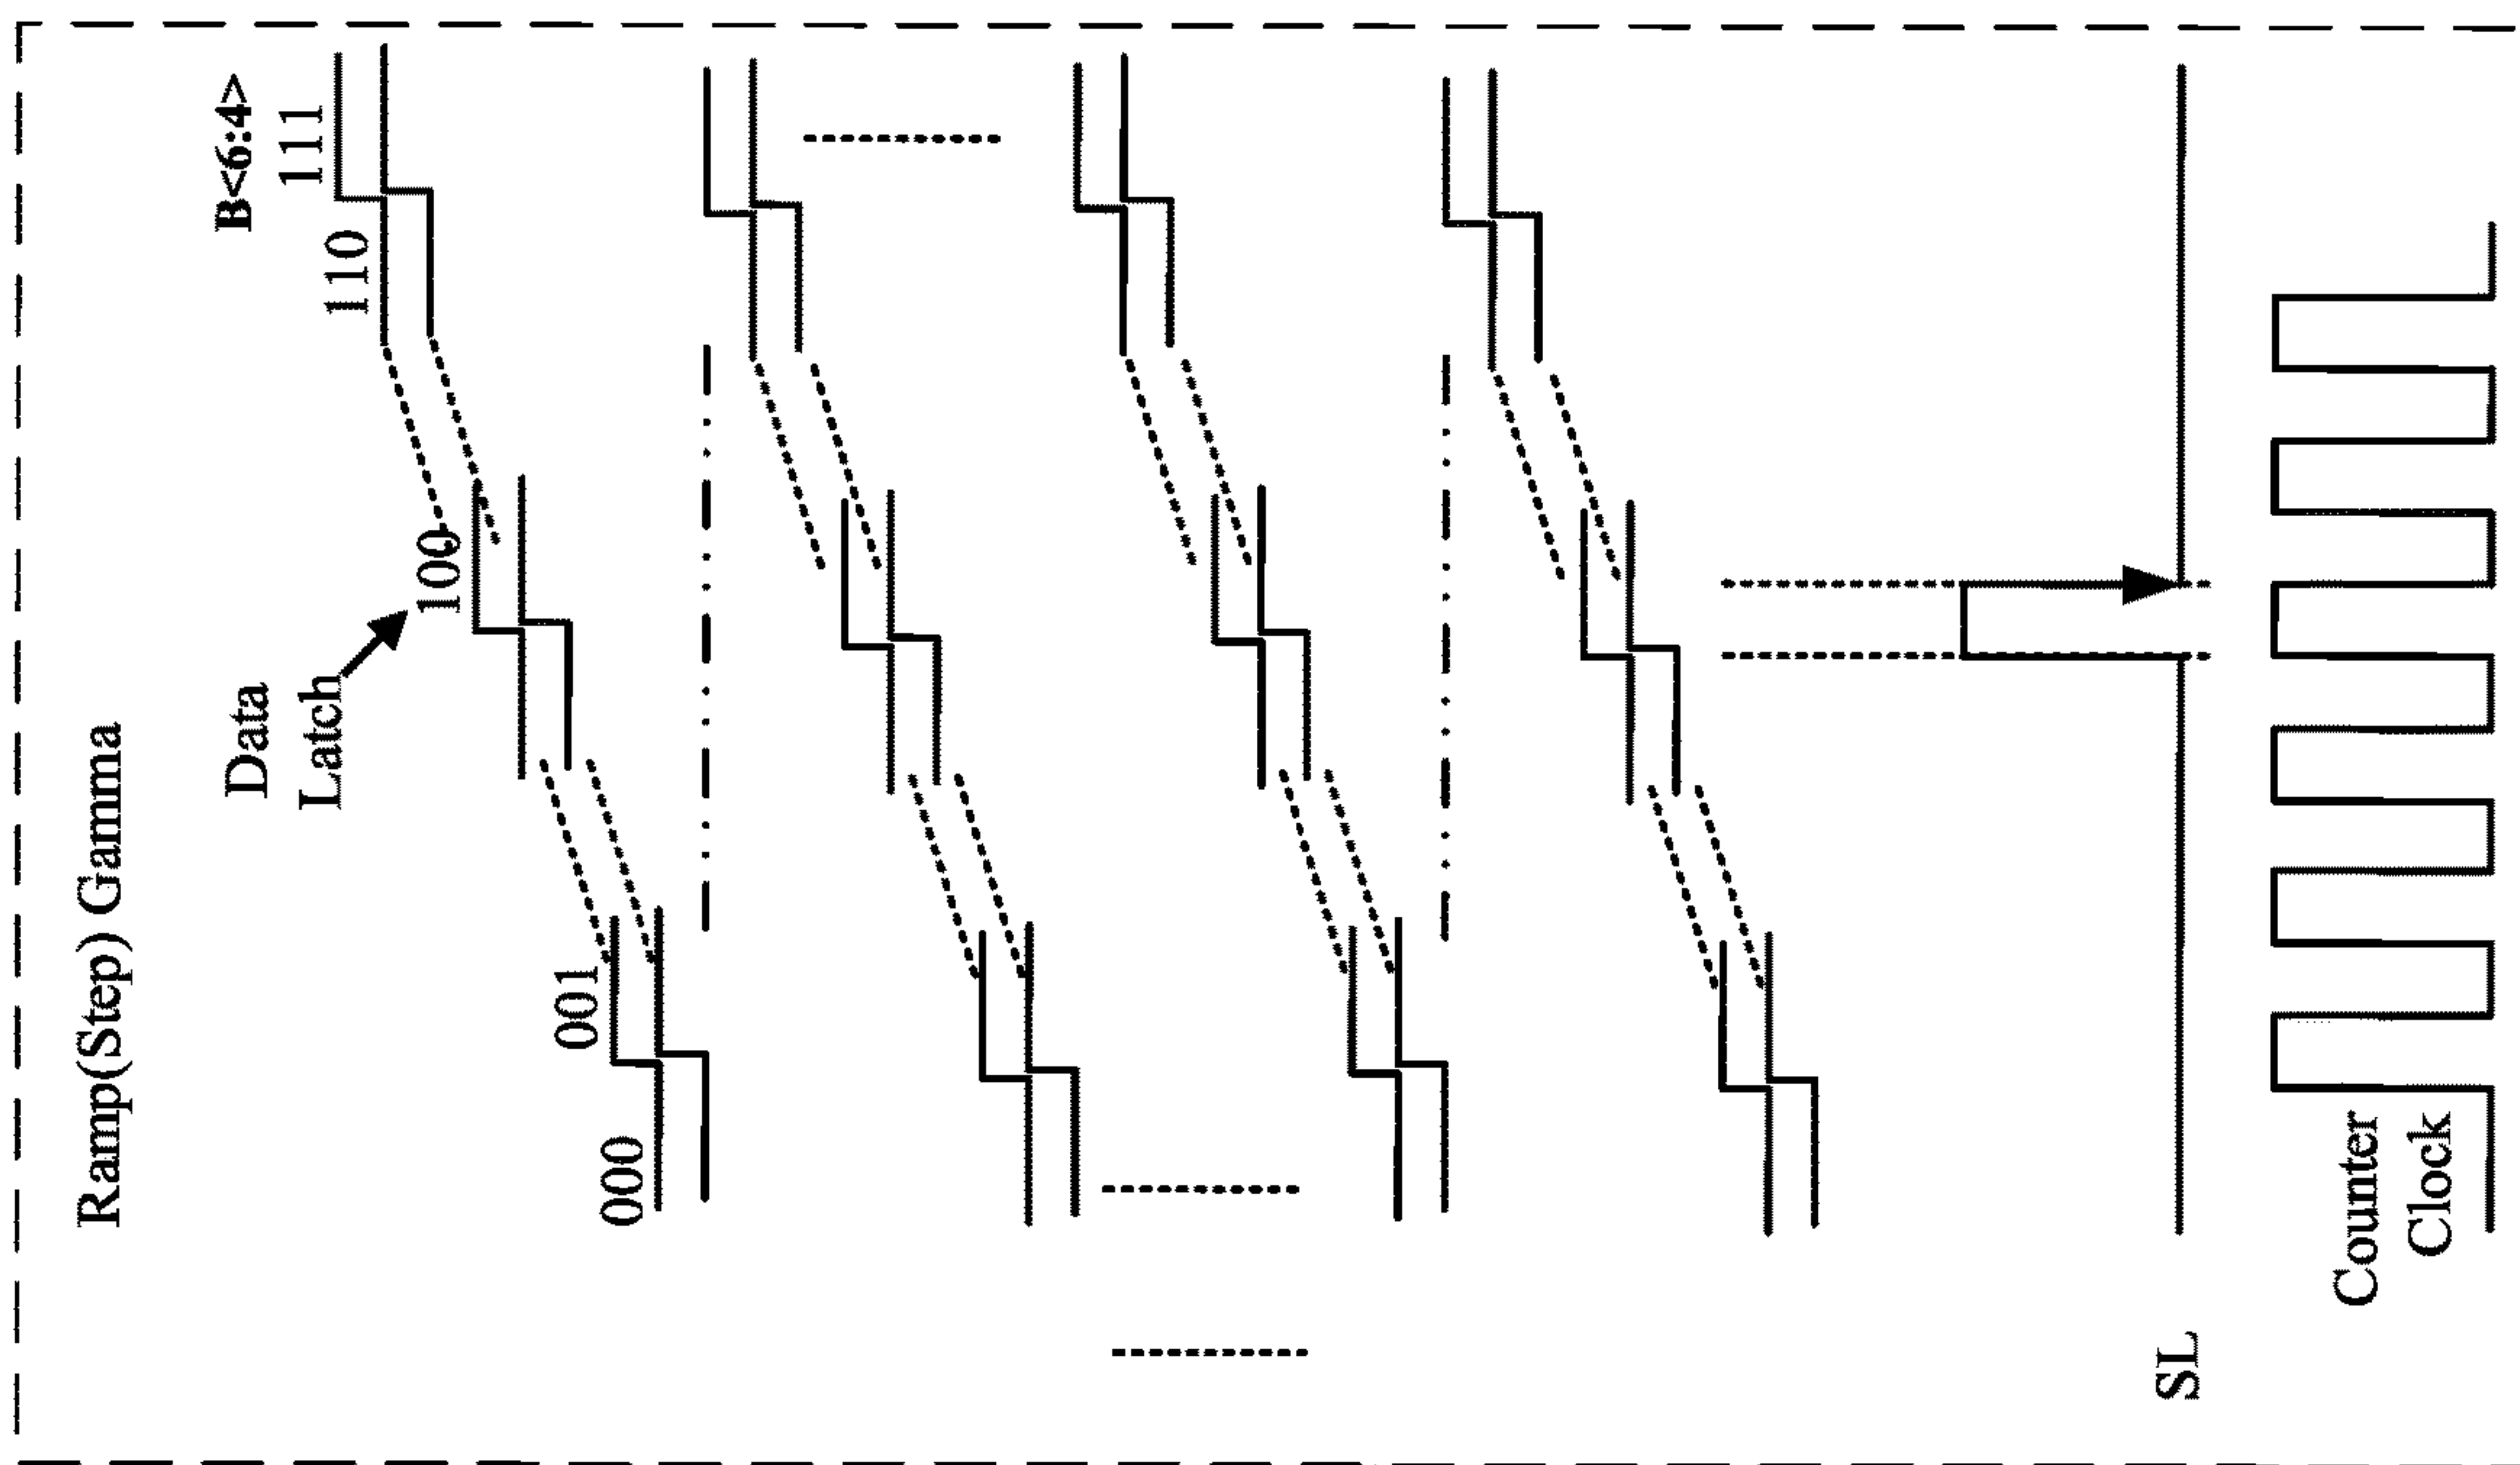 Ramp(Step) Gamma
B<6:4>
Data
Latch
111
110
100
001
000
SL
Counter
Clock